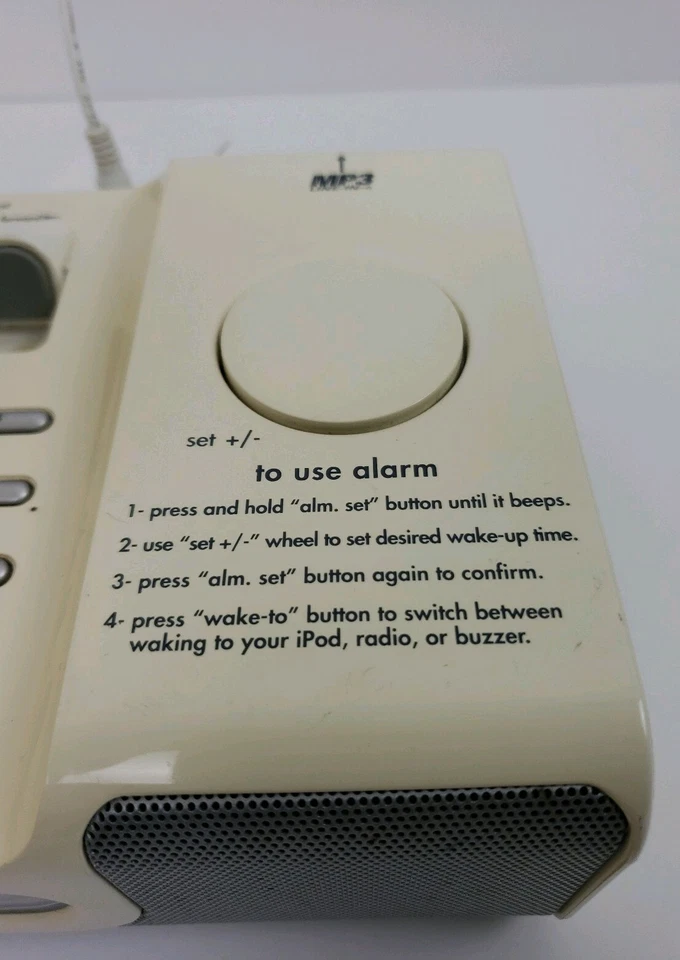 MP3
set +/-
to use alarm
1- press and hold "alm. set" button until it beeps.
2- use "set +/-" wheel to set desired wake-up time.
3- press "alm. set" button again to confirm.
4- press "wake-to" button to switch between
waking to your iPod, radio, or buzzer.